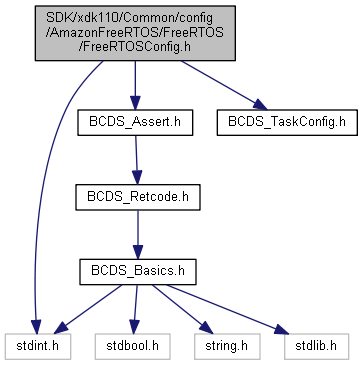 SDK/xdk110/Common/config
/AmazonFreeRTOS/FreeRTOS
/FreeRTOSConfig.h
BCDS_Assert.h
BCDS_TaskConfig.h
BCDS_Retcode.h
BCDS_Basics.h
stdint.h
stdbool.h
string.h
stdlib.h